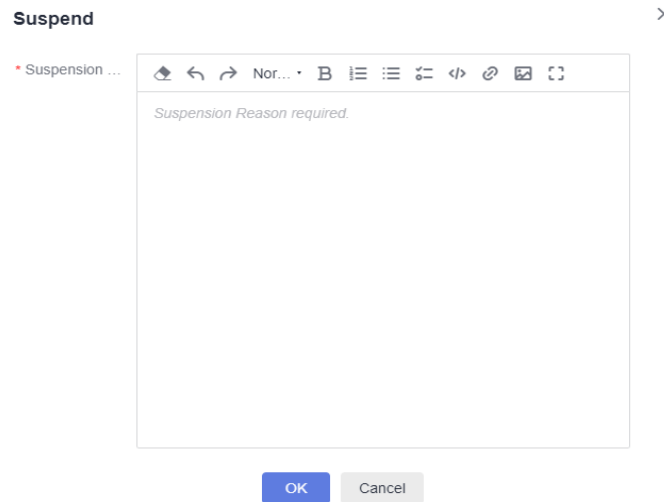 Suspend
* Suspension ...
Nor...
B
Suspension Reason required.
OK
Cancel